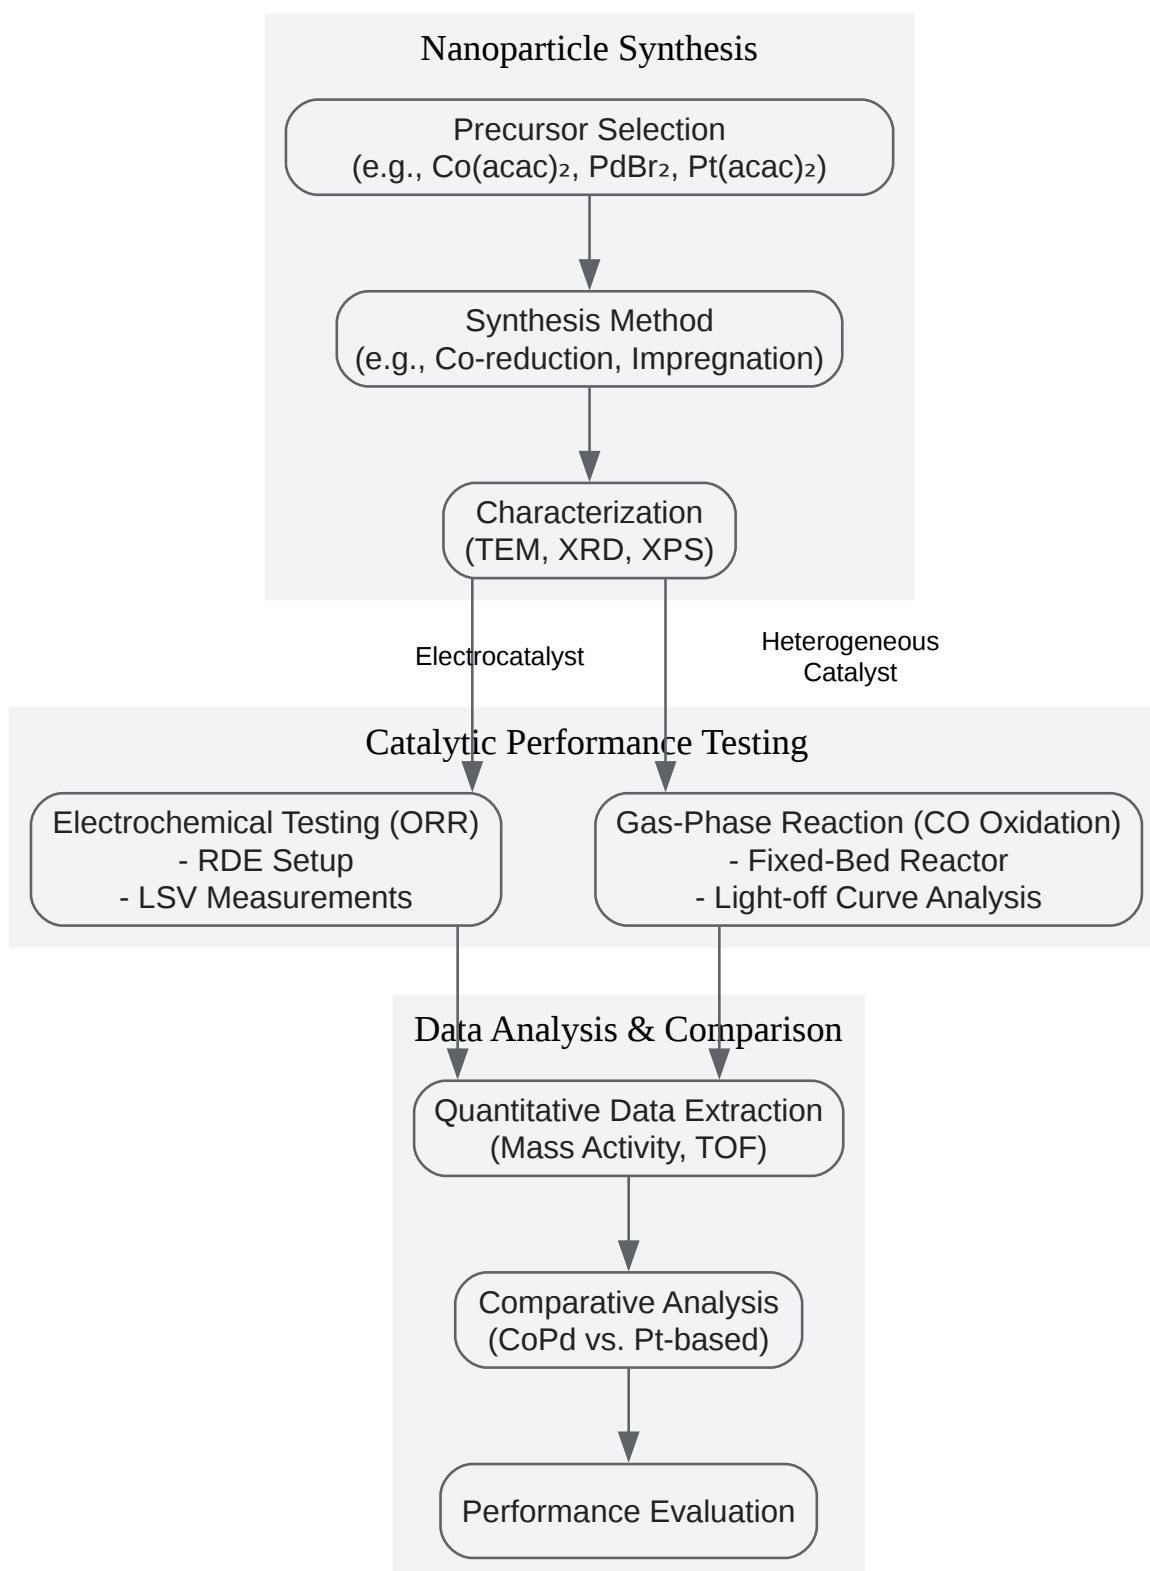 Nanoparticle Synthesis
Precursor Selection
(e.g., Co(acac)₂, PdBr₂, Pt(acac)₂)
Synthesis Method
(e.g., Co-reduction, Impregnation)
Characterization
(TEM, XRD, XPS)
Electrocatalyst
Heterogeneous
Catalyst
Catalytic Performance Testing
Electrochemical Testing (ORR)
- RDE Setup
- LSV Measurements
Gas-Phase Reaction (CO Oxidation)
- Fixed-Bed Reactor
- Light-off Curve Analysis
Data Analysis & Comparison
Quantitative Data Extraction
(Mass Activity, TOF)
Comparative Analysis
(CoPd vs. Pt-based)
Performance Evaluation